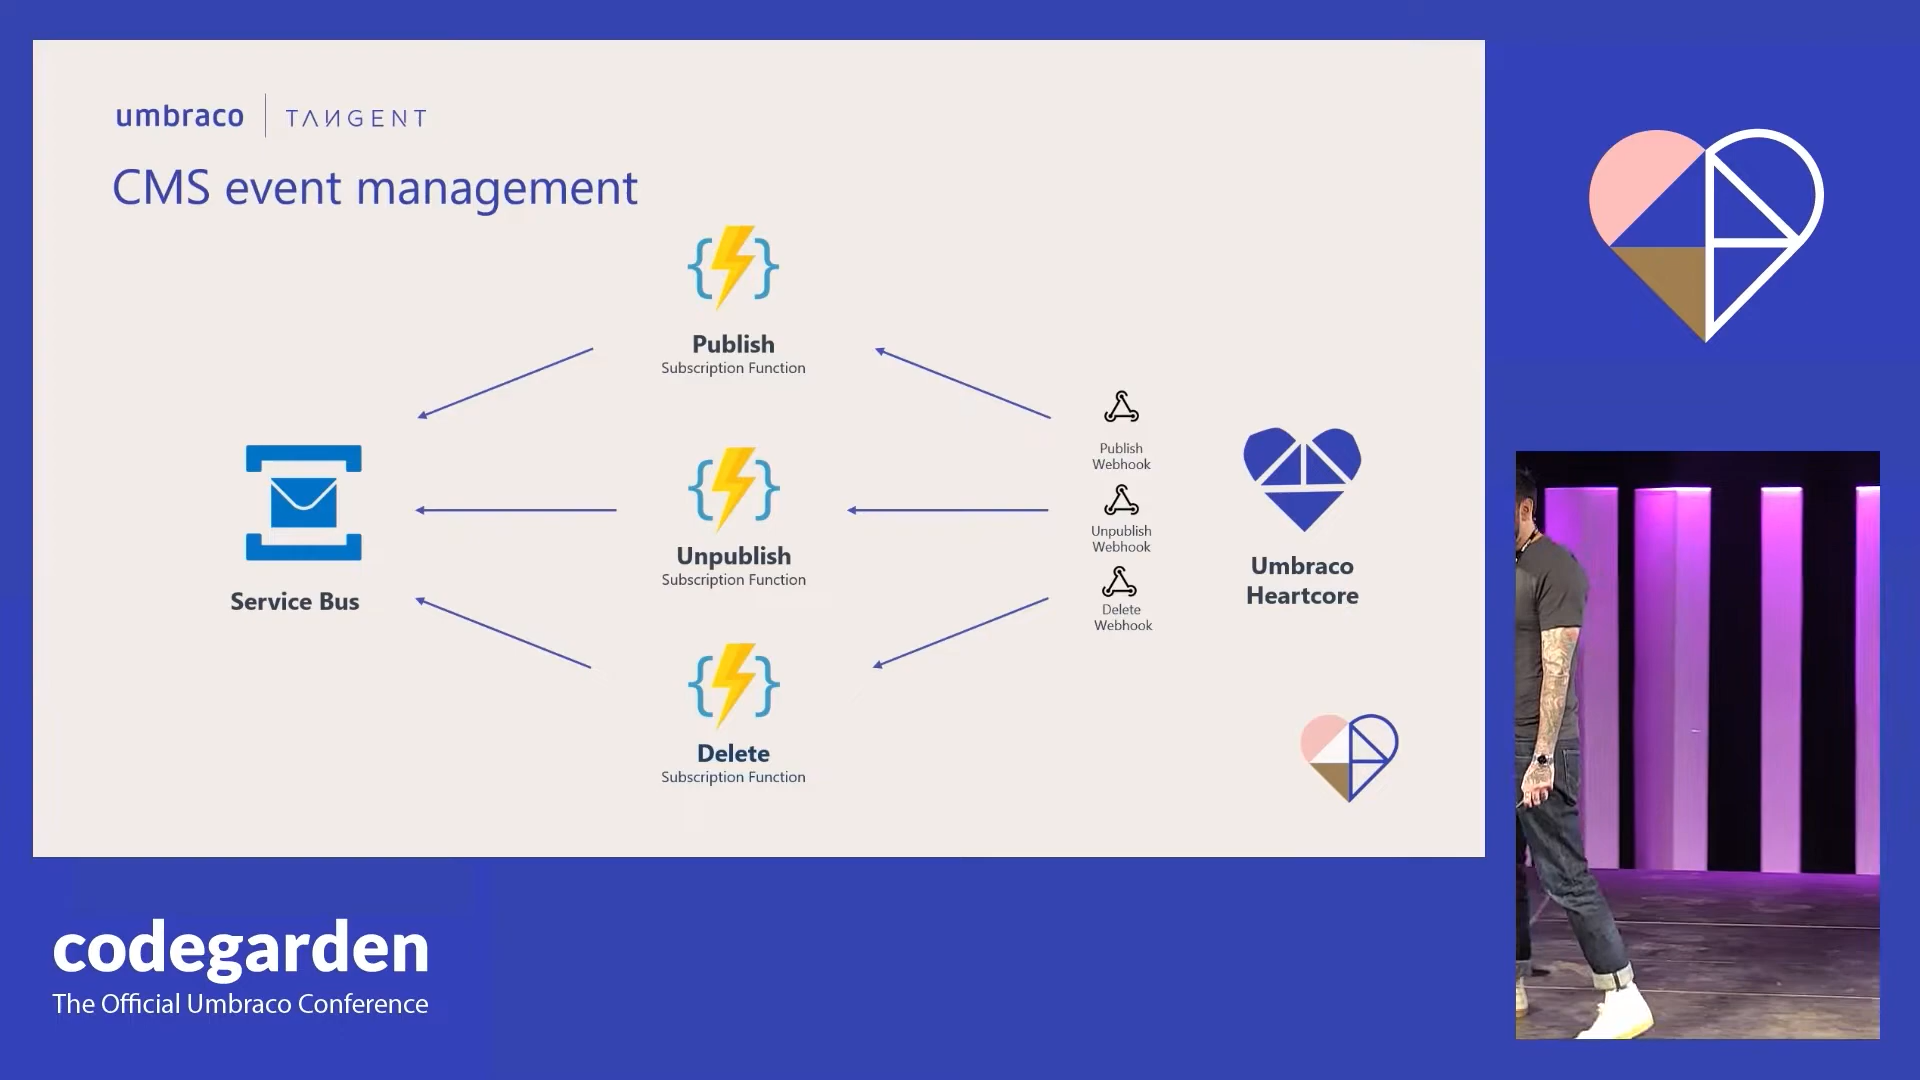 umbraco | TANGENT
CMS event management
Publish
Subscription Function
Unpublish
Subscription Function
Delete
Subscription Function
Service Bus
Publish
Webhook
Unpublish
Webhook
Delete
Webhook
Umbraco
Heartcore
codegarden
The Official Umbraco Conference